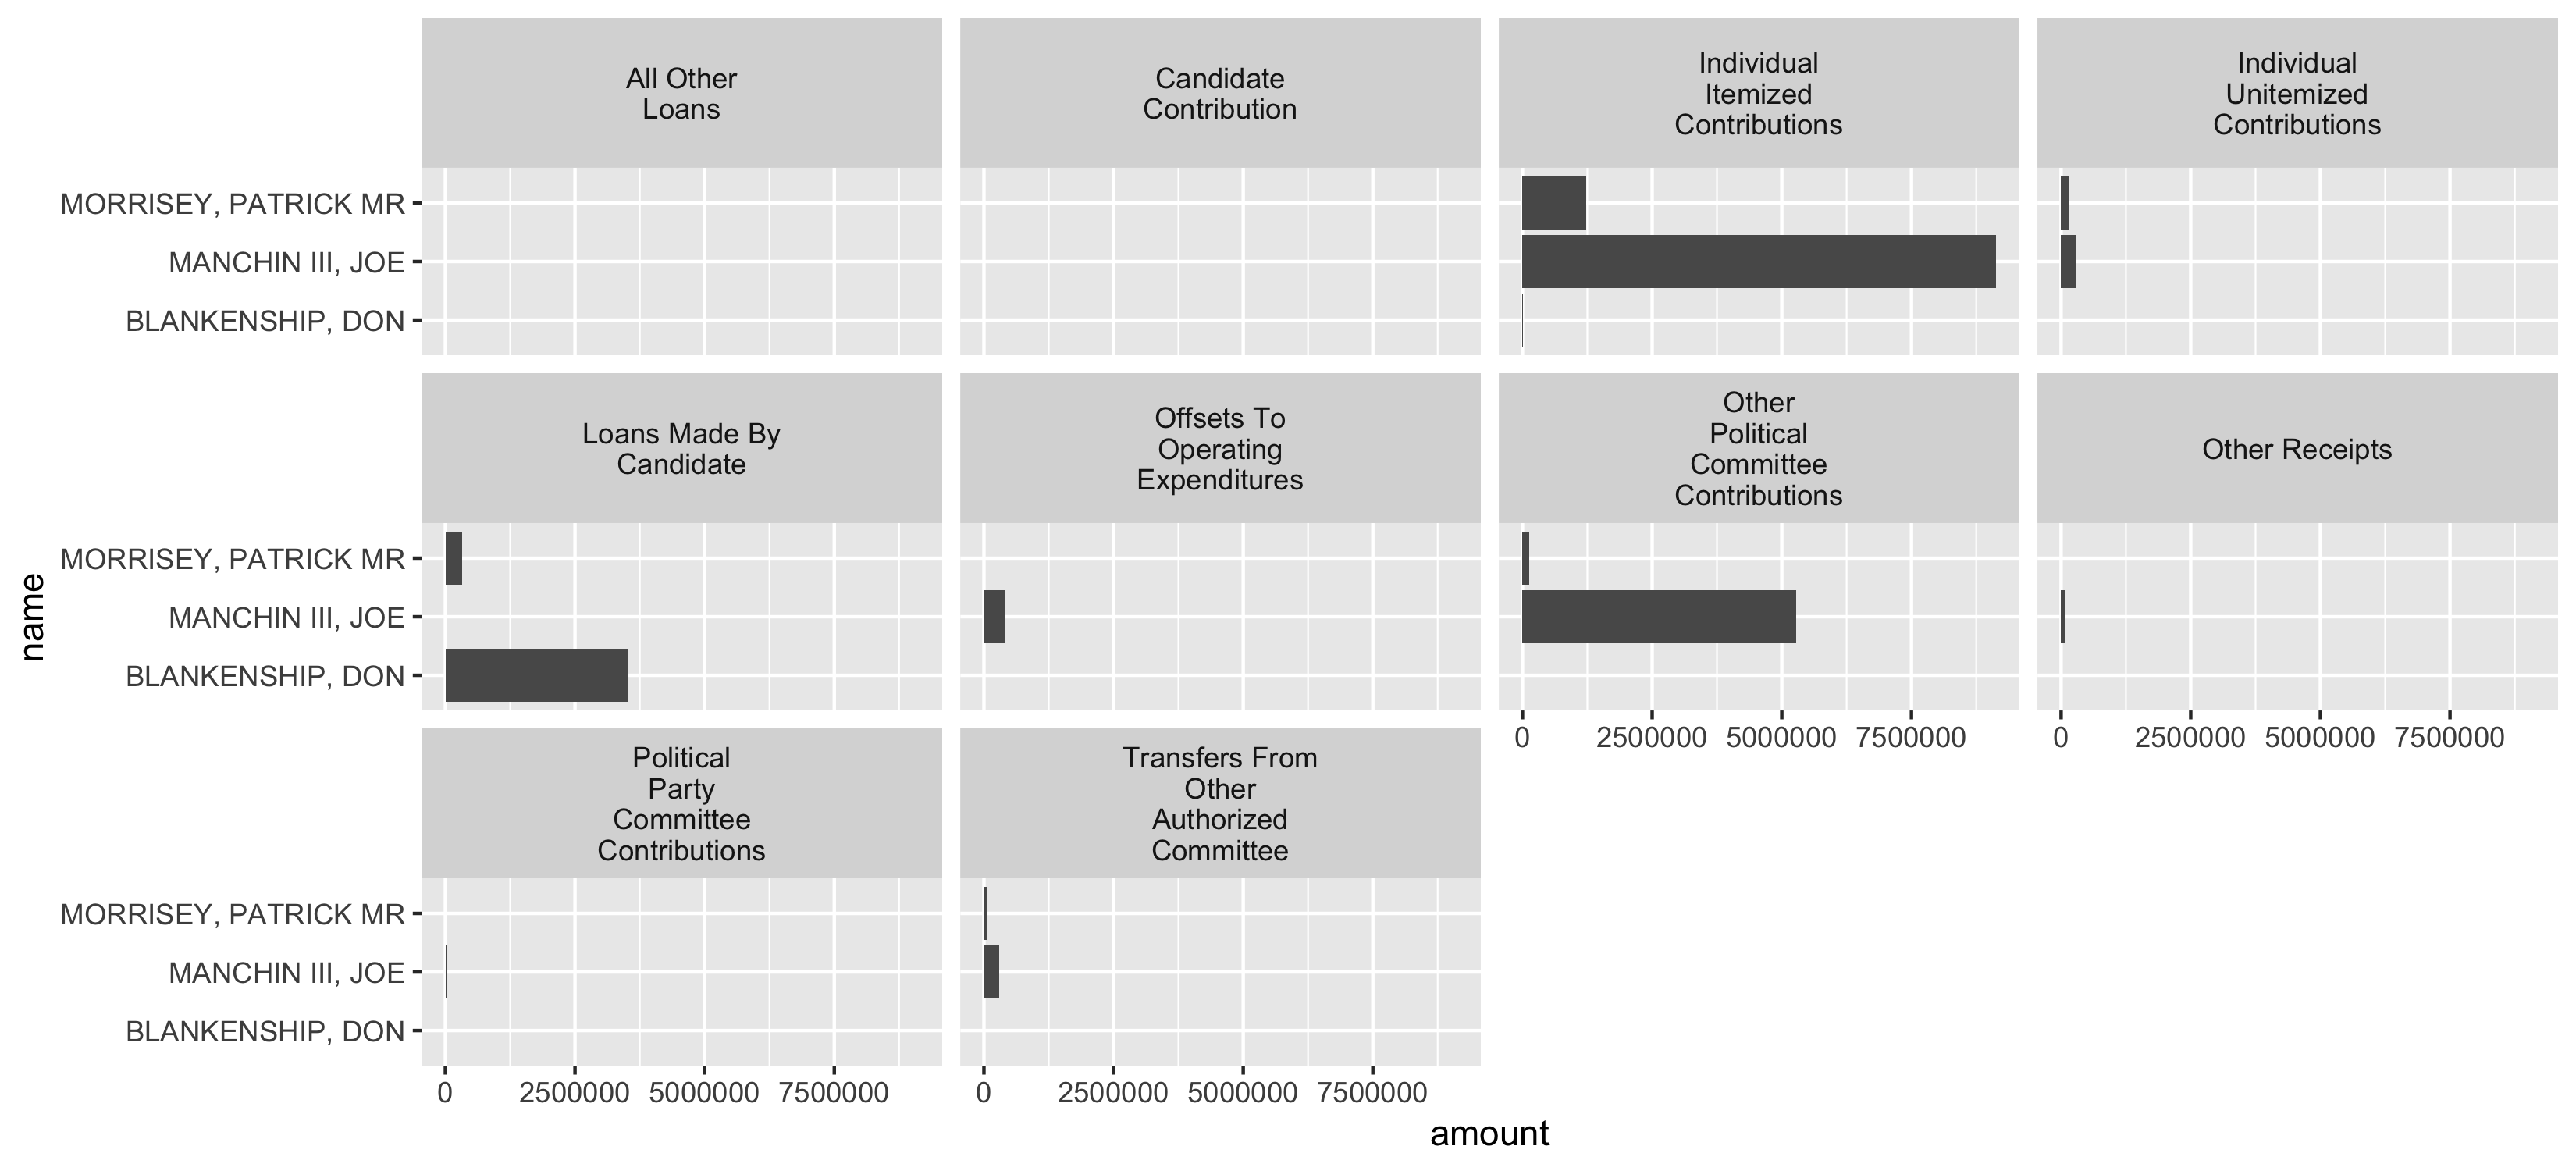 All Other
Loans
Candidate
Contribution
Individual
Itemized
Contributions
Individual
Unitemized
Contributions
MORRISEY, PATRICK MR
MANCHIN III, JOE
BLANKENSHIP, DON
Loans Made By
Candidate
Offsets To
Operating
Expenditures
Other
Political
Committee
Contributions
Other Receipts
MORRISEY, PATRICK MR
MANCHIN III, JOE
BLANKENSHIP, DON
0 2500000 5000000 7500000
0 2500000 5000000 7500000
Political
Party
Committee
Contributions
Transfers From
Other
Authorized
Committee
MORRISEY, PATRICK MR
MANCHIN III, JOE
BLANKENSHIP, DON
0 2500000 5000000 7500000
0 2500000 5000000 7500000
name
amount